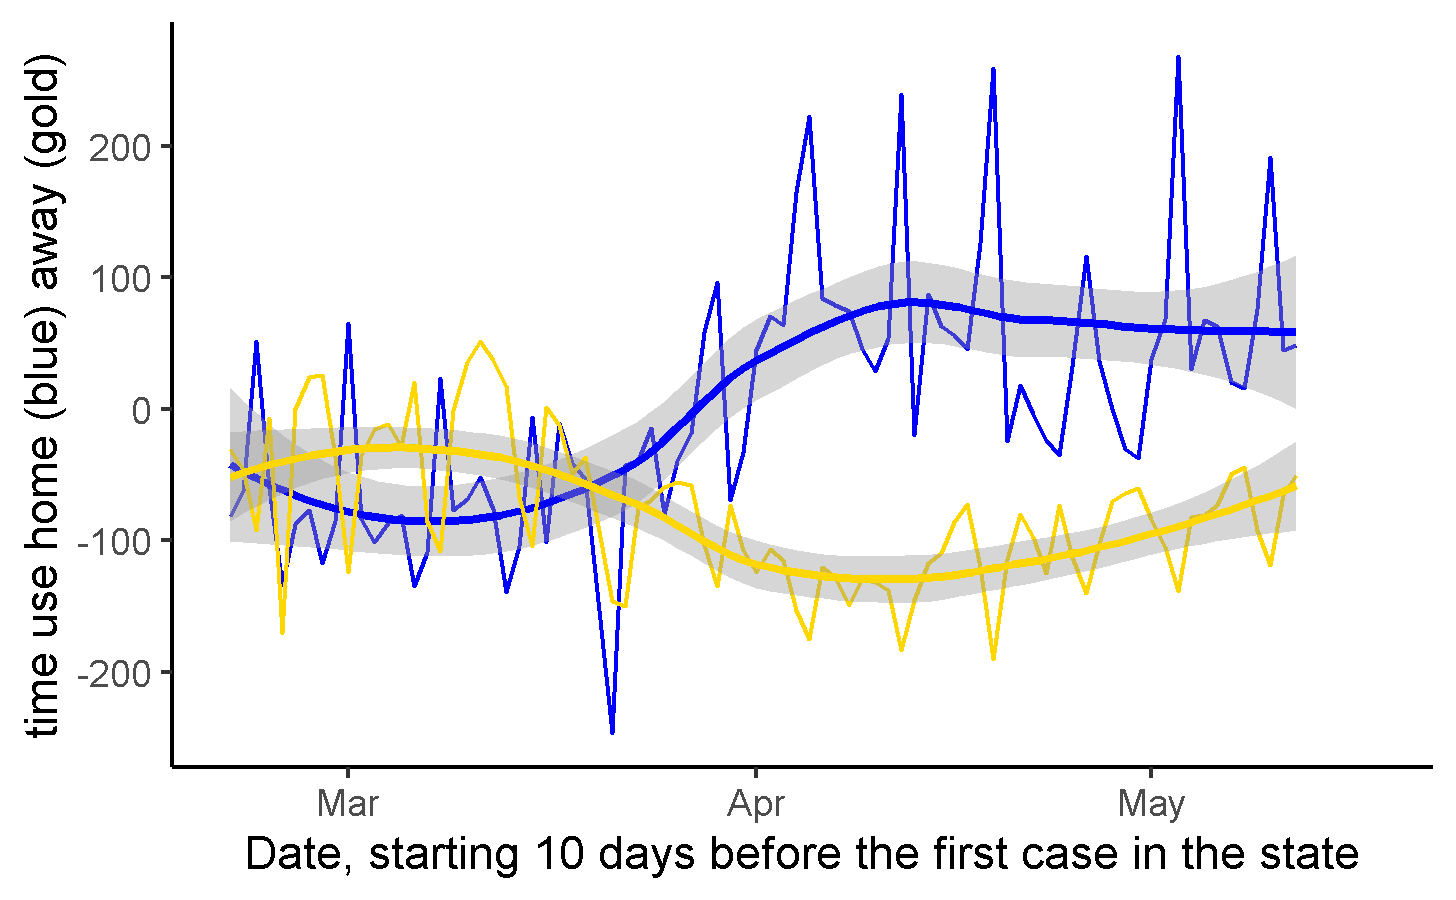 time use home (blue) away (gold)
200
100
0
-100
-200
Mar
Apr
May
Date, starting 10 days before the first case in the state